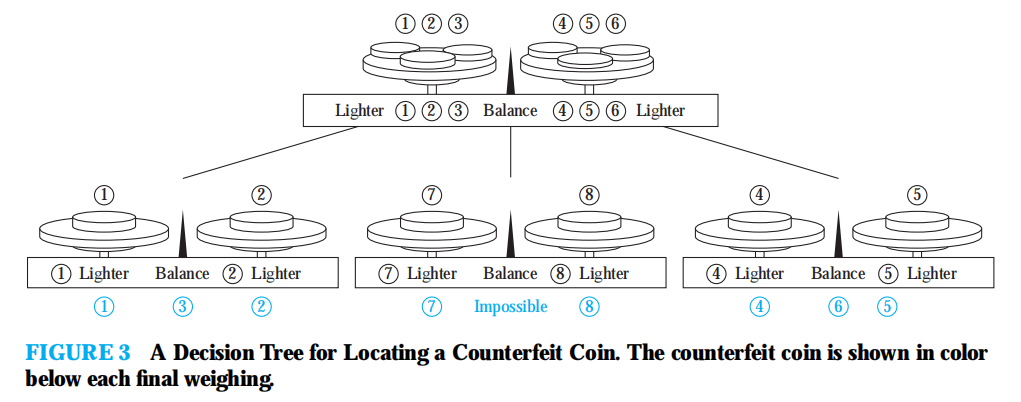 ① ② ③ ④ ⑤ ⑥
Lighter ① ② ③ Balance ④ ⑤ ⑥ Lighter
① ② ⑦ ⑧ ④ ⑤
① Lighter Balance ② Lighter ⑦ Lighter Balance ⑧ Lighter ④ Lighter Balance ⑤ Lighter
① ③ ② ⑦ Impossible ⑧ ④ ⑥ ⑤
FIGURE 3 A Decision Tree for Locating a Counterfeit Coin. The counterfeit coin is shown in color
below each final weighing.